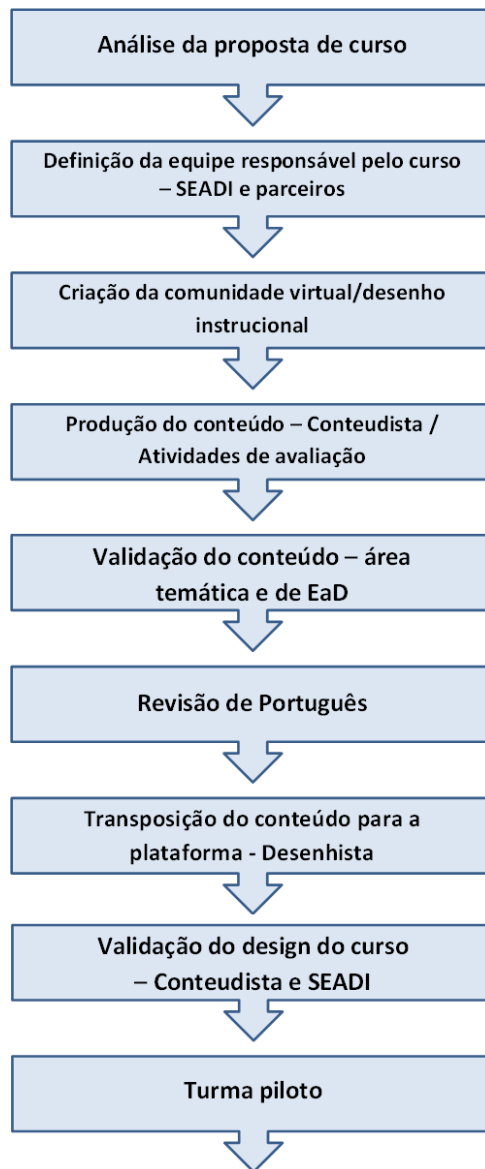 Análise da proposta de curso
Definição da equipe responsável pelo curso
– SEADI e parceiros
Criação da comunidade virtual/desenho
instrucional
Produção do conteúdo – Conteudista /
Atividades de avaliação
Validação do conteúdo – área
temática e de EaD
Revisão de Português
Transposição do conteúdo para a
plataforma - Desenhista
Validação do design do curso
– Conteudista e SEADI
Turma piloto